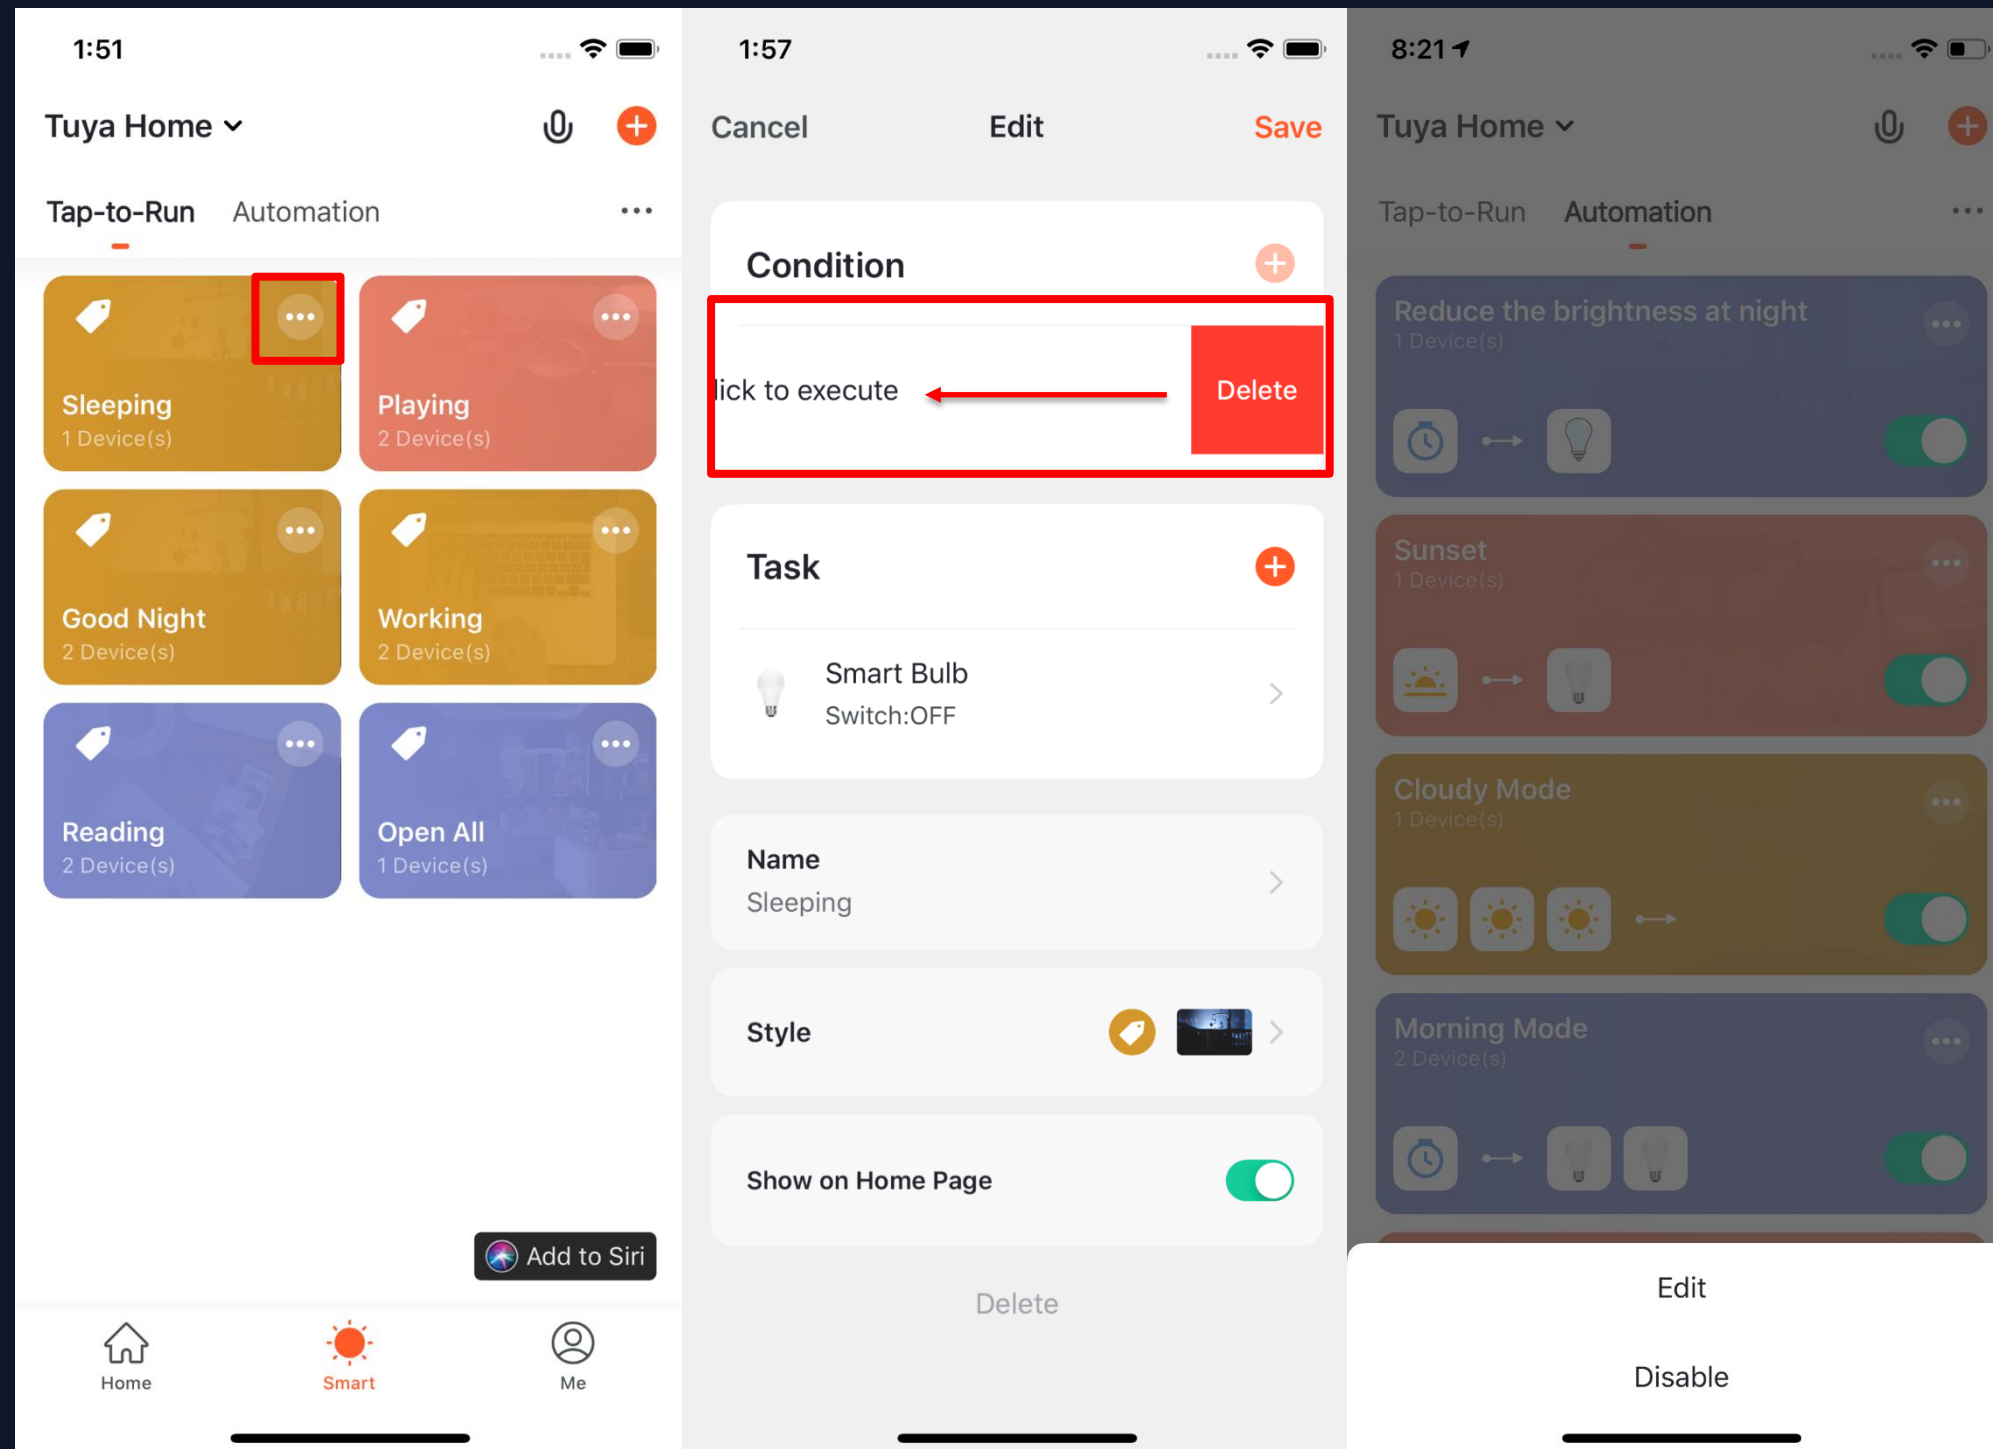 1:51
Tuya Home
Tap-to-Run Automation
Sleeping
1 Device(s)
Playing
2 Device(s)
Good Night
2 Device(s)
Working
2 Device(s)
Reading
2 Device(s)
Open All
1 Device(s)
Add to Siri
Home Smart Me
1:57
Cancel Edit Save
Condition
lick to execute
Delete
Task
Smart Bulb
Switch:OFF
Name
Sleeping
Style
Show on Home Page
Delete
8:21
Tuya Home
Tap-to-Run Automation
Reduce the brightness at night
1 Device(s)
Sunset
1 Device(s)
Cloudy Mode
1 Device(s)
Morning Mode
2 Device(s)
Edit
Disable